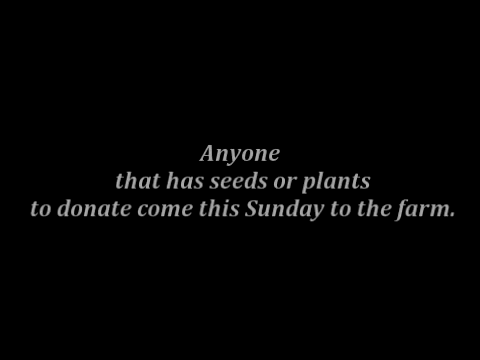 Anyone
that has seeds or plants
to donate come this Sunday to the farm.